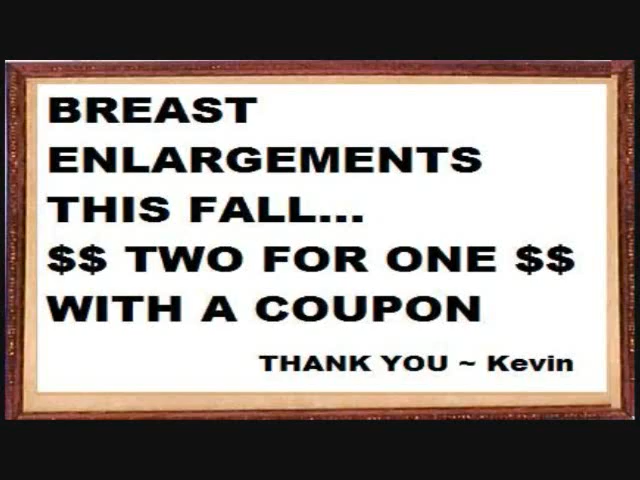 BREAST
ENLARGEMENTS
THIS FALL...
$$ TWO FOR ONE $$
WITH A COUPON
THANK YOU ~ Kevin